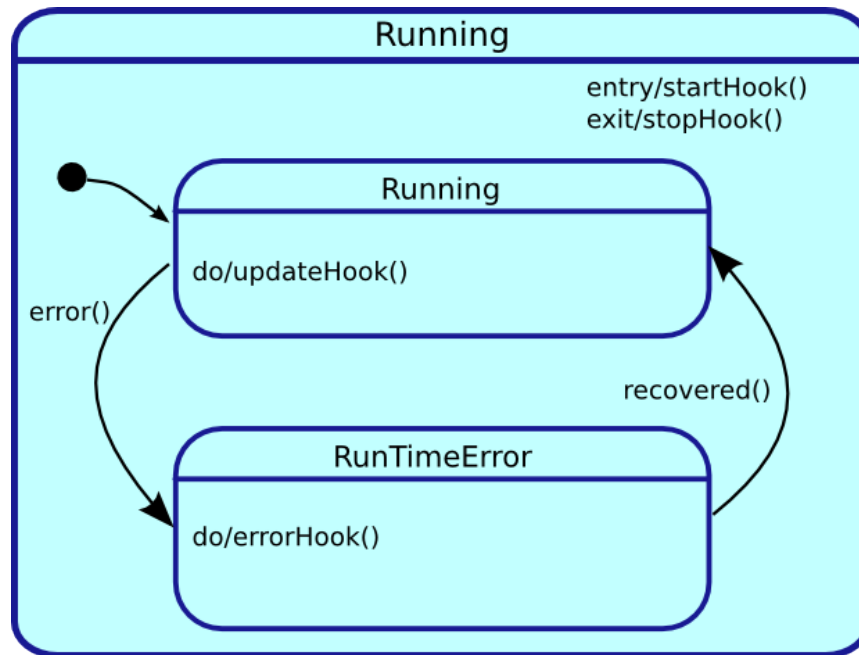 Running
entry/startHook()
exit/stopHook()
Running
do/updateHook()
error()
recovered()
RunTimeError
do/errorHook()